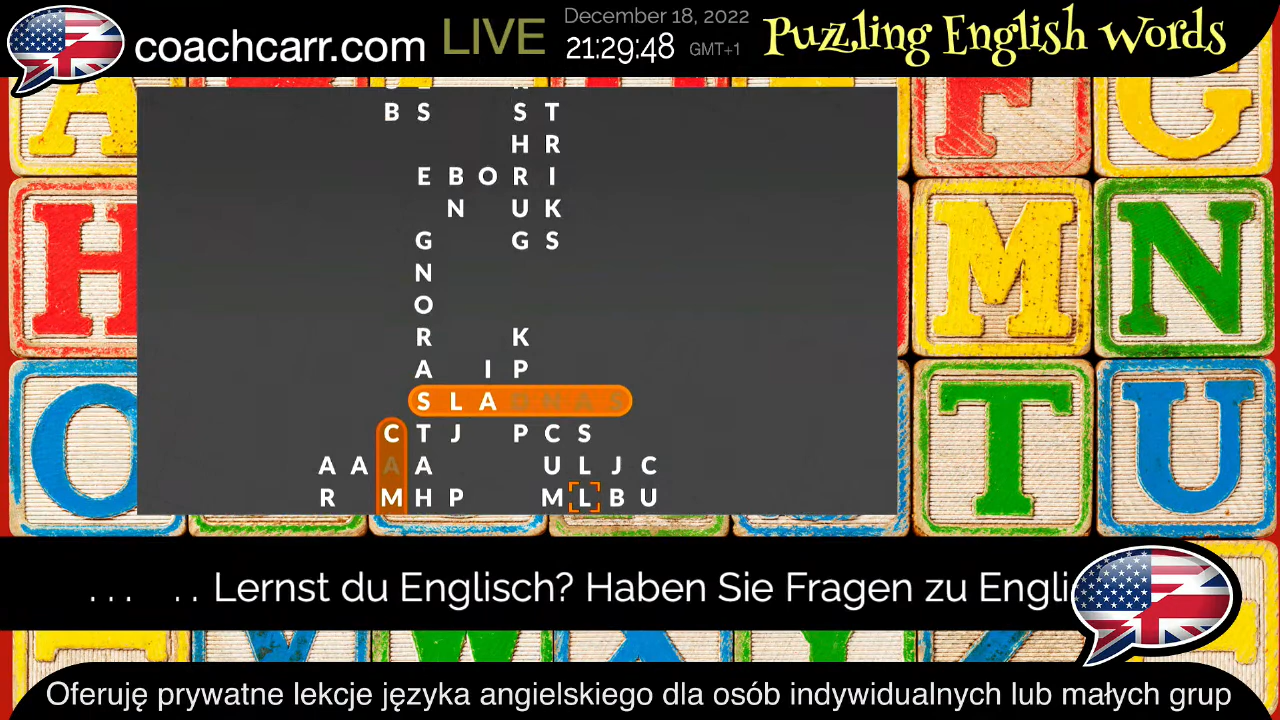 coachcarr.com
LIVE
December 18, 2022
21:29:48 GMT+1
Puzzling English Words
B S S T
H R
E B O R I
N U K
G G S
N
O
R K
A I P
S L A D N A S
C T J P C S
A A A A U L J C
R M H P M L B U
. . . . . Lernst du Englisch? Haben Sie Fragen zu Engli
Oferuję prywatne lekcje języka angielskiego dla osób indywidualnych lub małych grup